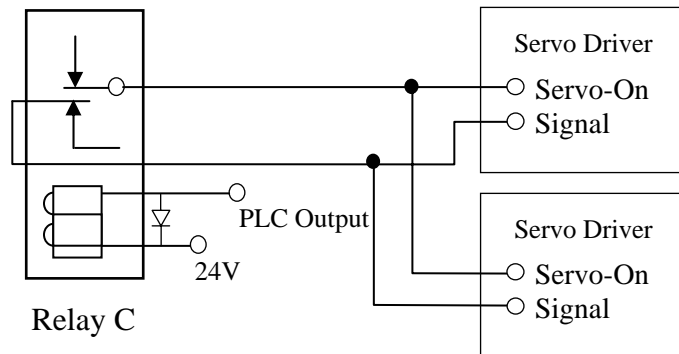 Servo Driver
Servo-On
Signal
PLC Output
24V
Relay C
Servo Driver
Servo-On
Signal